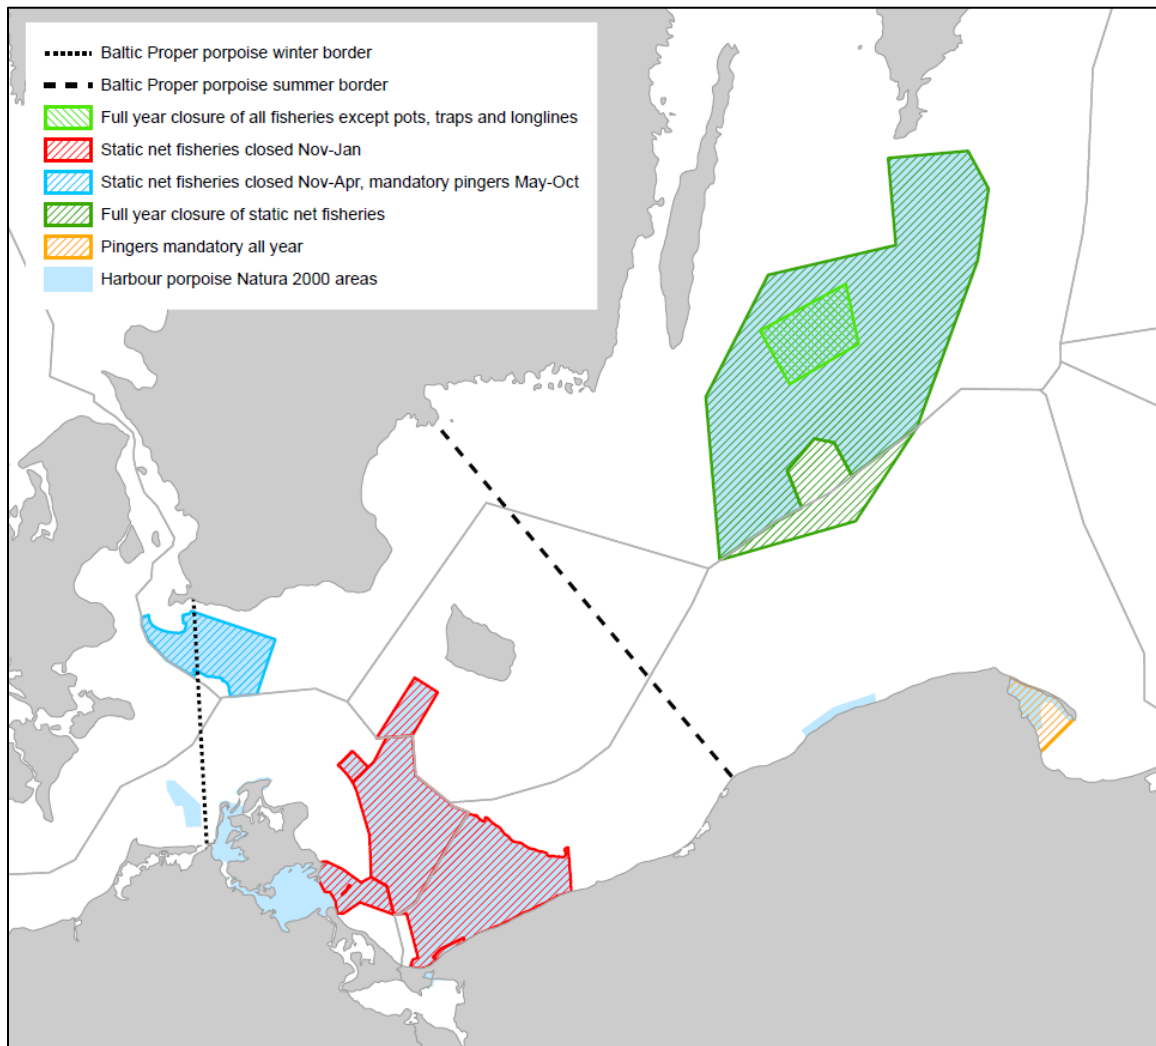 Baltic Proper porpoise winter border
Baltic Proper porpoise summer border
Full year closure of all fisheries except pots, traps and longlines
Static net fisheries closed Nov-Jan
Static net fisheries closed Nov-Apr, mandatory pingers May-Oct
Full year closure of static net fisheries
Pingers mandatory all year
Harbour porpoise Natura 2000 areas